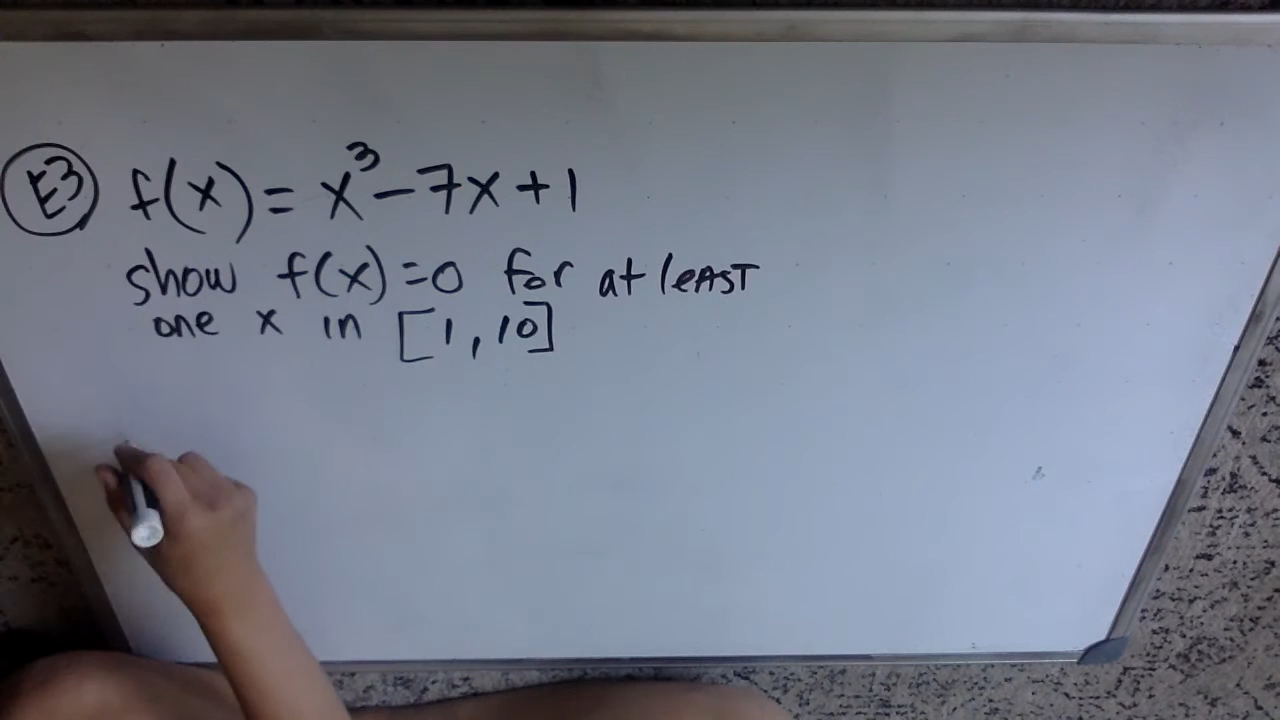 E3 f(x) = x³ - 7x + 1
show f(x) = 0 for at leAST
one x in [1, 10]